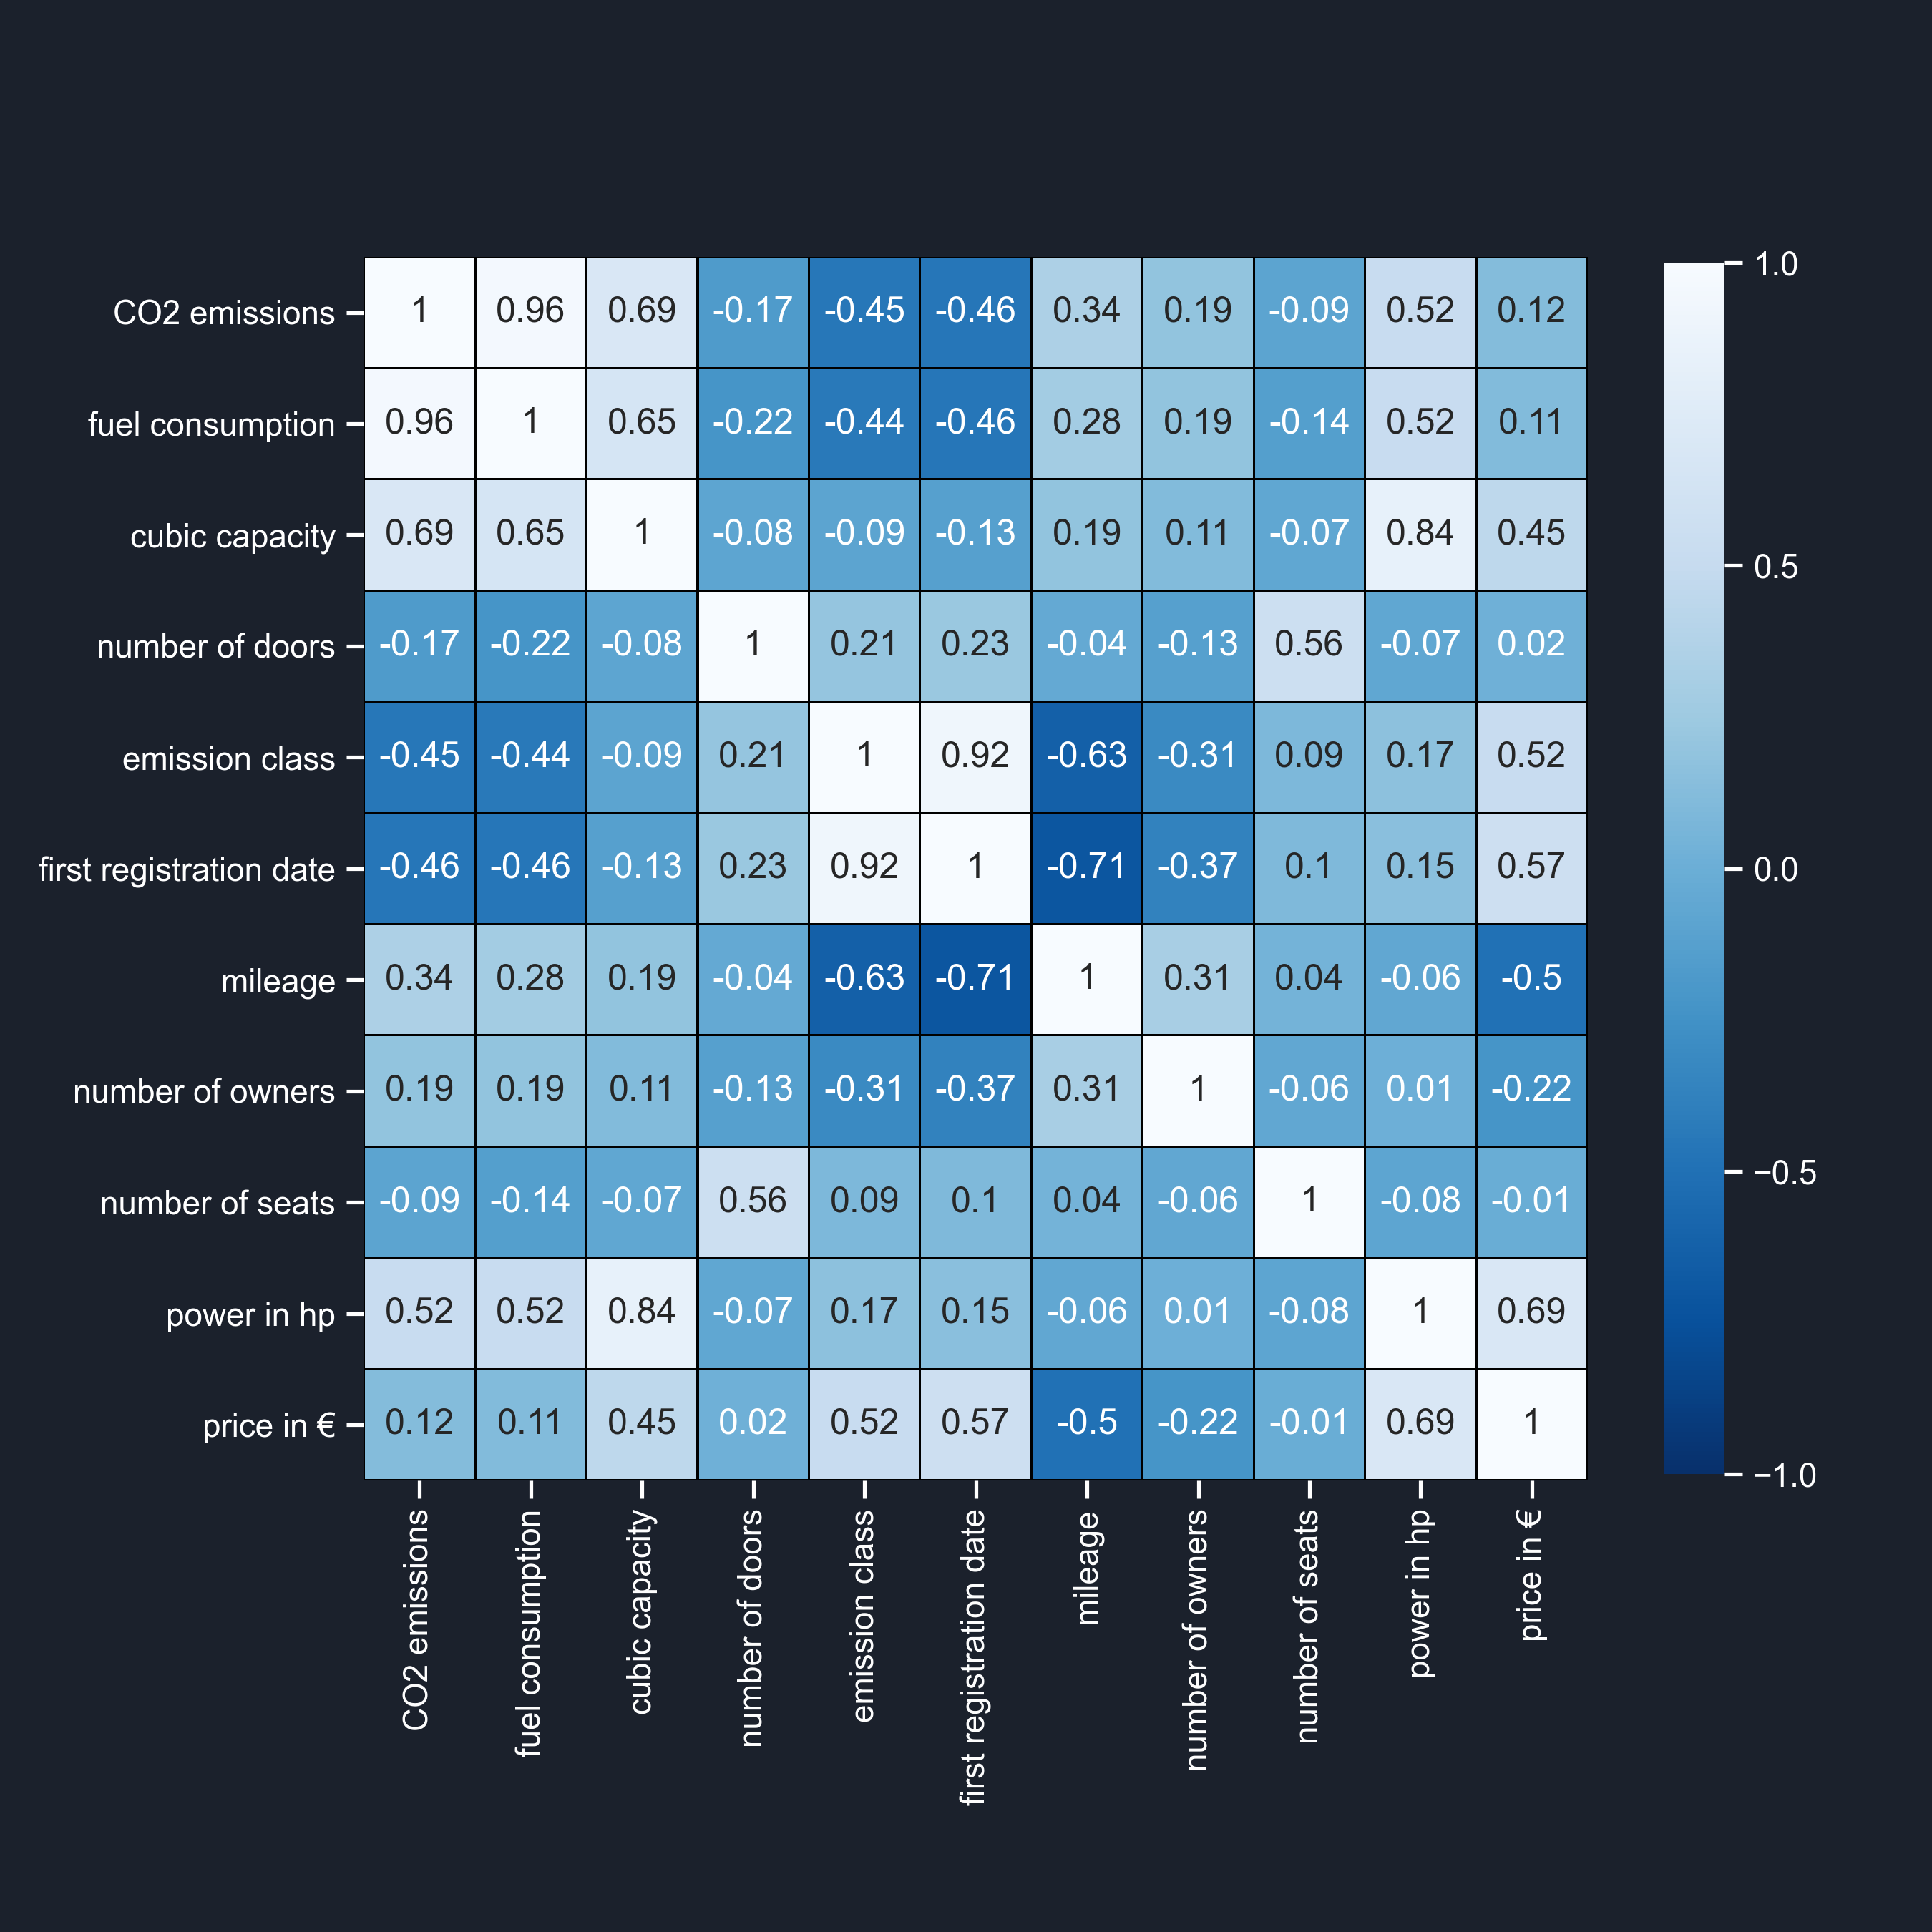 CO2 emissions 1 0.96 0.69 -0.17 -0.45 -0.46 0.34 0.19 -0.09 0.52 0.12
fuel consumption 0.96 1 0.65 -0.22 -0.44 -0.46 0.28 0.19 -0.14 0.52 0.11
cubic capacity 0.69 0.65 1 -0.08 -0.09 -0.13 0.19 0.11 -0.07 0.84 0.45
number of doors -0.17 -0.22 -0.08 1 0.21 0.23 -0.04 -0.13 0.56 -0.07 0.02
emission class -0.45 -0.44 -0.09 0.21 1 0.92 -0.63 -0.31 0.09 0.17 0.52
first registration date -0.46 -0.46 -0.13 0.23 0.92 1 -0.71 -0.37 0.1 0.15 0.57
mileage 0.34 0.28 0.19 -0.04 -0.63 -0.71 1 0.31 0.04 -0.06 -0.5
number of owners 0.19 0.19 0.11 -0.13 -0.31 -0.37 0.31 1 -0.06 0.01 -0.22
number of seats -0.09 -0.14 -0.07 0.56 0.09 0.1 0.04 -0.06 1 -0.08 -0.01
power in hp 0.52 0.52 0.84 -0.07 0.17 0.15 -0.06 0.01 -0.08 1 0.69
price in € 0.12 0.11 0.45 0.02 0.52 0.57 -0.5 -0.22 -0.01 0.69 1
CO2 emissions
fuel consumption
cubic capacity
number of doors
emission class
first registration date
mileage
number of owners
number of seats
power in hp
price in €
1.0
0.5
0.0
−0.5
−1.0